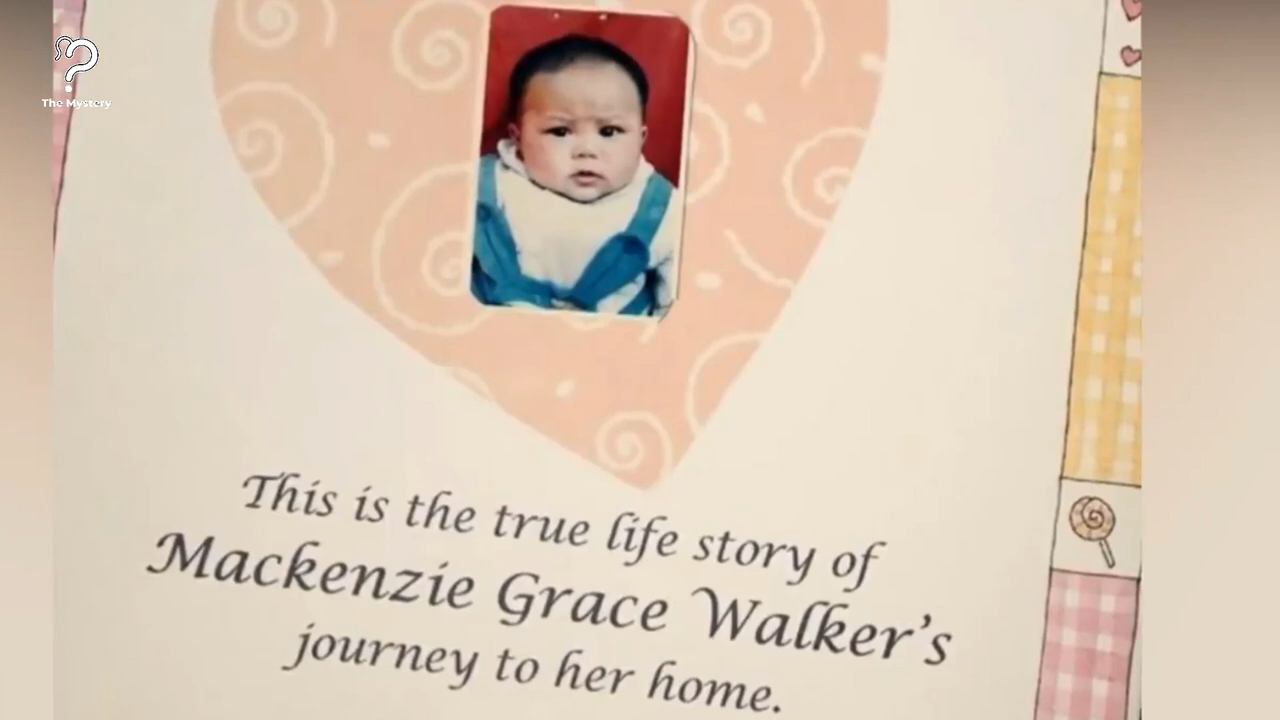 The Mystery
This is the true life story of
Mackenzie Grace Walker's
journey to her home.